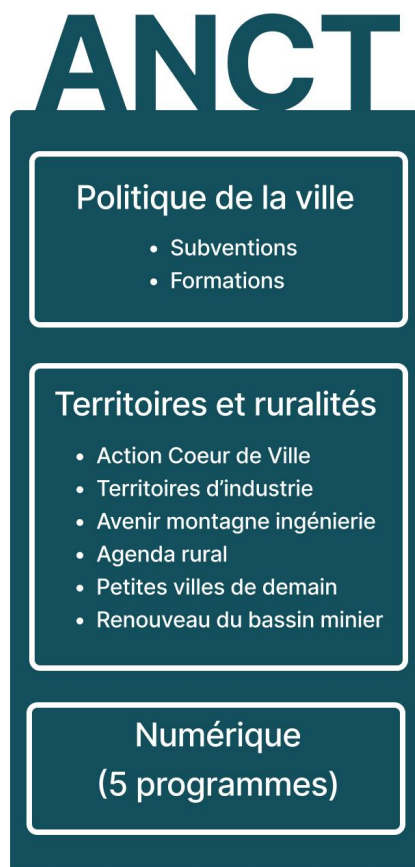 ANCT
Politique de la ville
• Subventions
• Formations
Territoires et ruralités
• Action Coeur de Ville
• Territoires d'industrie
• Avenir montagne ingénierie
• Agenda rural
• Petites villes de demain
• Renouveau du bassin minier
Numérique
(5 programmes)